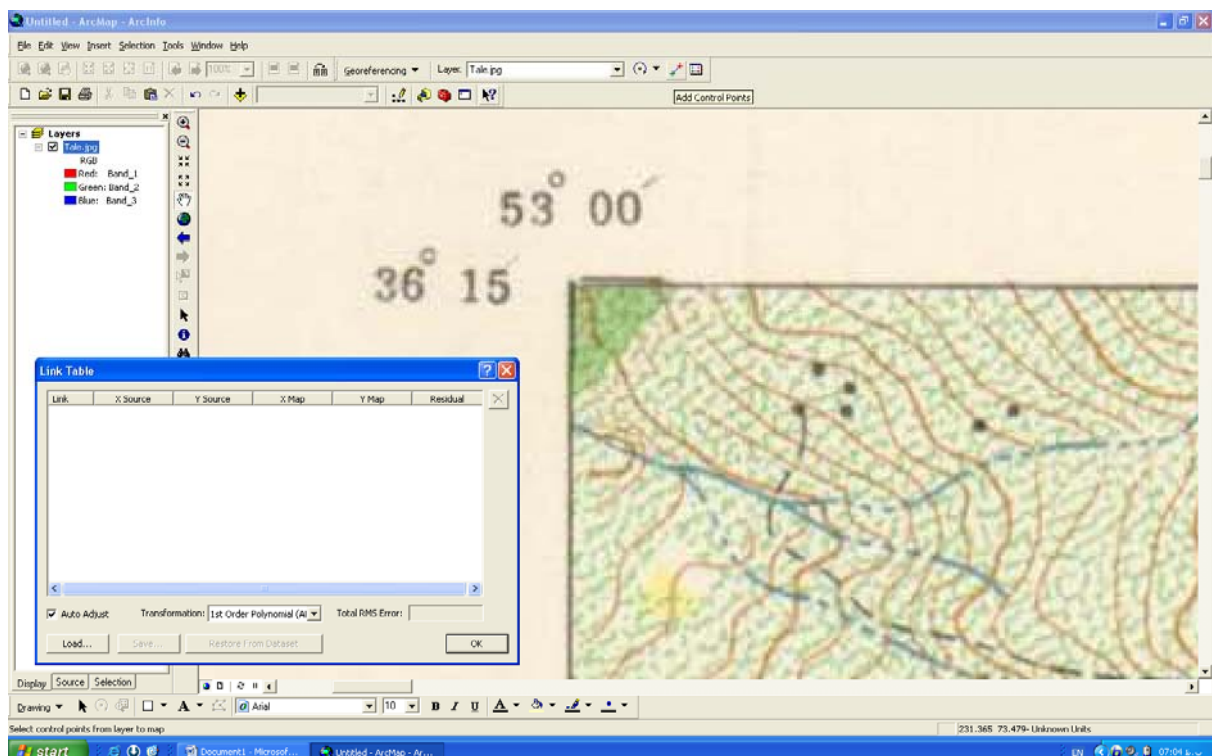 Untitled - ArcMap - ArcInfo
File Edit View Insert Selection Tools Window Help
100% Georeferencing Layer: Tale.jpg
Add Control Points
Layers
Tale.jpg
RGB
Red: Band_1
Green: Band_2
Blue: Band_3
53° 00′
36° 15′
Link Table
Link X Source Y Source X Map Y Map Residual
Auto Adjust Transformation: 1st Order Polynomial (Af Total RMS Error:
Load... Save... Restore From Dataset OK
Display Source Selection
Drawing A Arial 10 B I U A
Select control points from layer to map 231.365 73.479- Unknown Units
start Document1 - Microsof... Untitled - ArcMap - Ar... EN 07:04